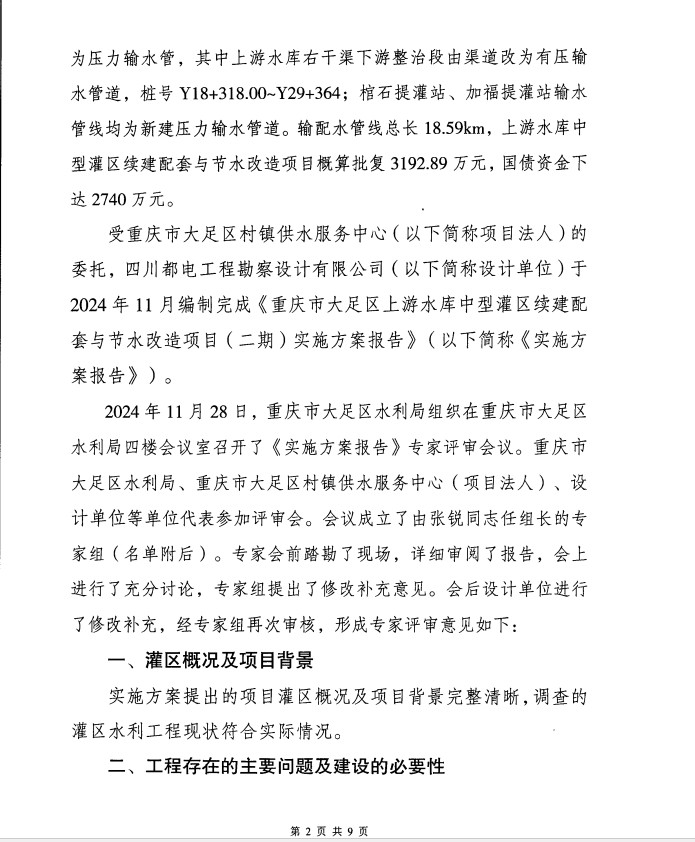 为压力输水管，其中上游水库右干渠下游整治段由渠道改为有压输
水管道，桩号 Y18+318.00~Y29+364；棺石提灌站、加福提灌站输水
管线均为新建压力输水管道。输配水管线总长 18.59km，上游水库中
型灌区续建配套与节水改造项目概算批复 3192.89 万元，国债资金下
达 2740 万元。
受重庆市大足区村镇供水服务中心（以下简称项目法人）的
委托，四川都电工程勘察设计有限公司（以下简称设计单位）于
2024 年 11 月编制完成《重庆市大足区上游水库中型灌区续建配
套与节水改造项目（二期）实施方案报告》（以下简称《实施方
案报告》）。
2024 年 11 月 28 日，重庆市大足区水利局组织在重庆市大足区
水利局四楼会议室召开了《实施方案报告》专家评审会议。重庆市
大足区水利局、重庆市大足区村镇供水服务中心（项目法人）、设
计单位等单位代表参加评审会。会议成立了由张锐同志任组长的专
家组（名单附后）。专家会前踏勘了现场，详细审阅了报告，会上
进行了充分讨论，专家组提出了修改补充意见。会后设计单位进行
了修改补充，经专家组再次审核，形成专家评审意见如下：
一、灌区概况及项目背景
实施方案提出的项目灌区概况及项目背景完整清晰，调查的
灌区水利工程现状符合实际情况。
二、工程存在的主要问题及建设的必要性
第 2 页 共 9 页